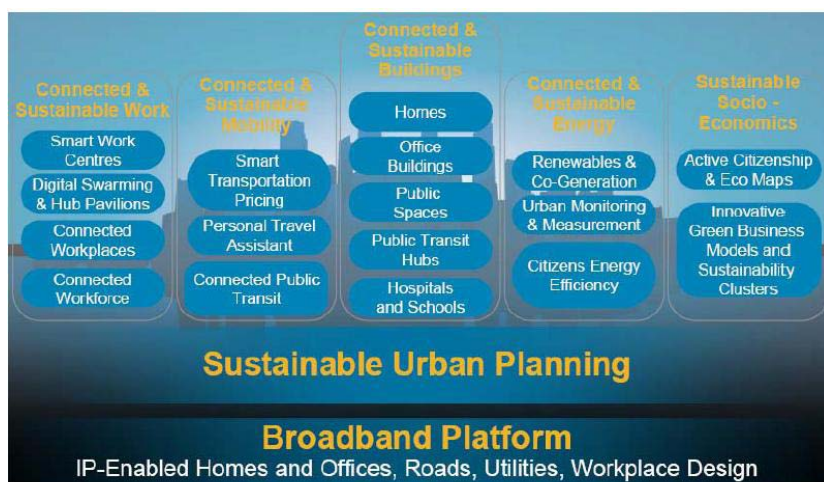 Connected &
Sustainable Work
Smart Work
Centres
Digital Swarming
& Hub Pavilions
Connected
Workplaces
Connected
Workforce
Connected &
Sustainable
Mobility
Smart
Transportation
Pricing
Personal Travel
Assistant
Connected Public
Transit
Connected &
Sustainable
Buildings
Homes
Office
Buildings
Public
Spaces
Public Transit
Hubs
Hospitals
and Schools
Connected &
Sustainable
Energy
Renewables &
Co-Generation
Urban Monitoring
& Measurement
Citizens Energy
Efficiency
Sustainable
Socio -
Economics
Active Citizenship
& Eco Maps
Innovative
Green Business
Models and
Sustainability
Clusters
Sustainable Urban Planning
Broadband Platform
IP-Enabled Homes and Offices, Roads, Utilities, Workplace Design